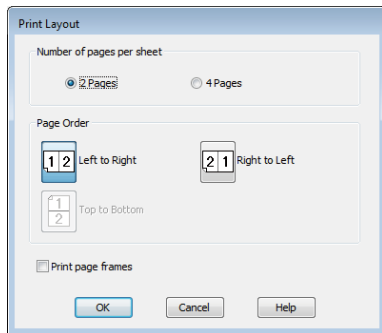 Print Layout
Number of pages per sheet
2 Pages 4 Pages
Page Order
1 2 Left to Right 2 1 Right to Left
1
2 Top to Bottom
Print page frames
OK Cancel Help